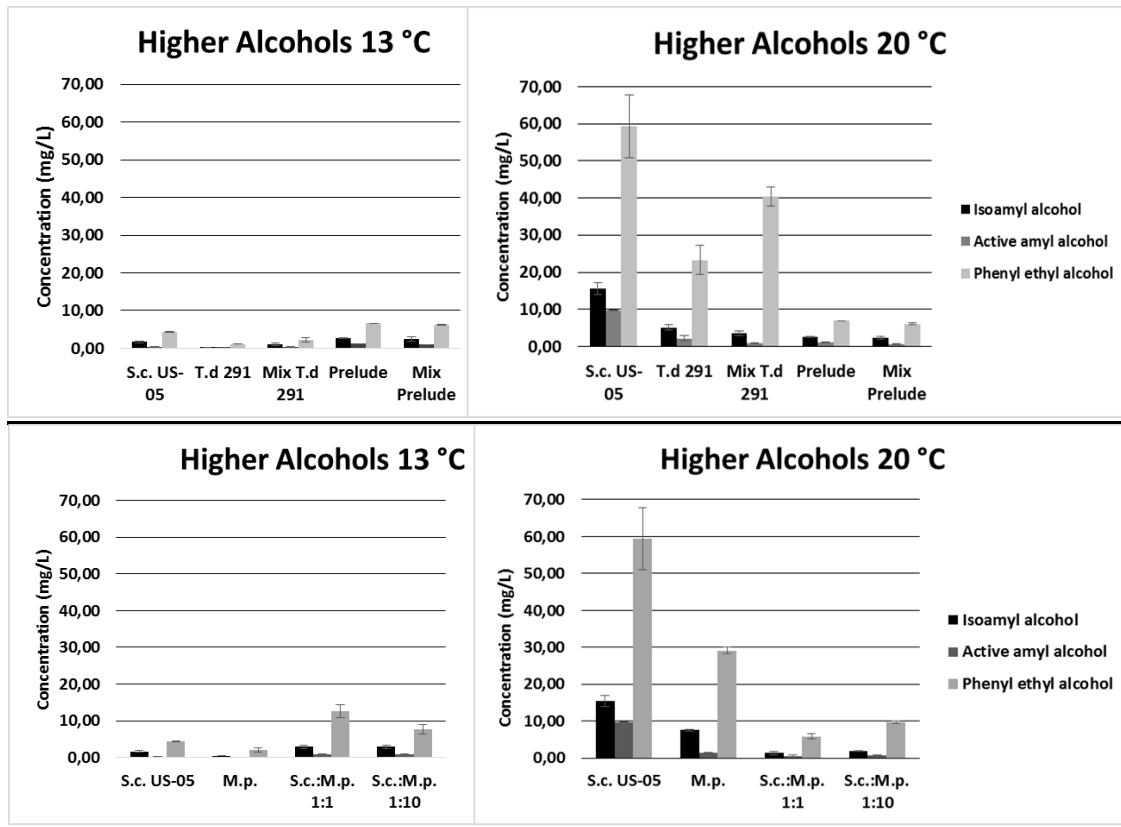 Higher Alcohols 13 °C
Concentration (mg/L)
70,00
60,00
50,00
40,00
30,00
20,00
10,00
0,00
S.c. US-
05
T.d 291
Mix T.d
291
Prelude
Mix
Prelude
Higher Alcohols 20 °C
Concentration (mg/L)
70,00
60,00
50,00
40,00
30,00
20,00
10,00
0,00
S.c. US-
05
T.d 291
Mix T.d
291
Prelude
Mix
Prelude
Isoamyl alcohol
Active amyl alcohol
Phenyl ethyl alcohol
Higher Alcohols 13 °C
Concentration (mg/L)
70,00
60,00
50,00
40,00
30,00
20,00
10,00
0,00
S.c. US-05
M.p.
S.c.:M.p.
1:1
S.c.:M.p.
1:10
Higher Alcohols 20 °C
Concentration (mg/L)
70,00
60,00
50,00
40,00
30,00
20,00
10,00
0,00
S.c. US-05
M.p.
S.c.:M.p.
1:1
S.c.:M.p.
1:10
Isoamyl alcohol
Active amyl alcohol
Phenyl ethyl alcohol